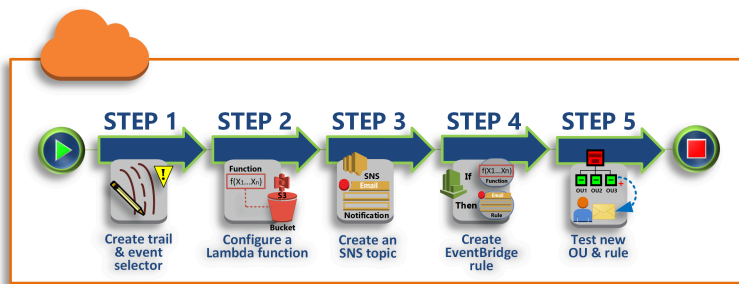 STEP 1
STEP 2
STEP 3
STEP 4
STEP 5
!
Function
f(X1...Xn)
S3
Bucket
SNS
Email
Notification
If
f(X1...Xn)
Function
Then
Email
Rule
OU1 OU2 OU3
+
Create trail
& event
selector
Configure a
Lambda function
Create an
SNS topic
Create
EventBridge
rule
Test new
OU & rule